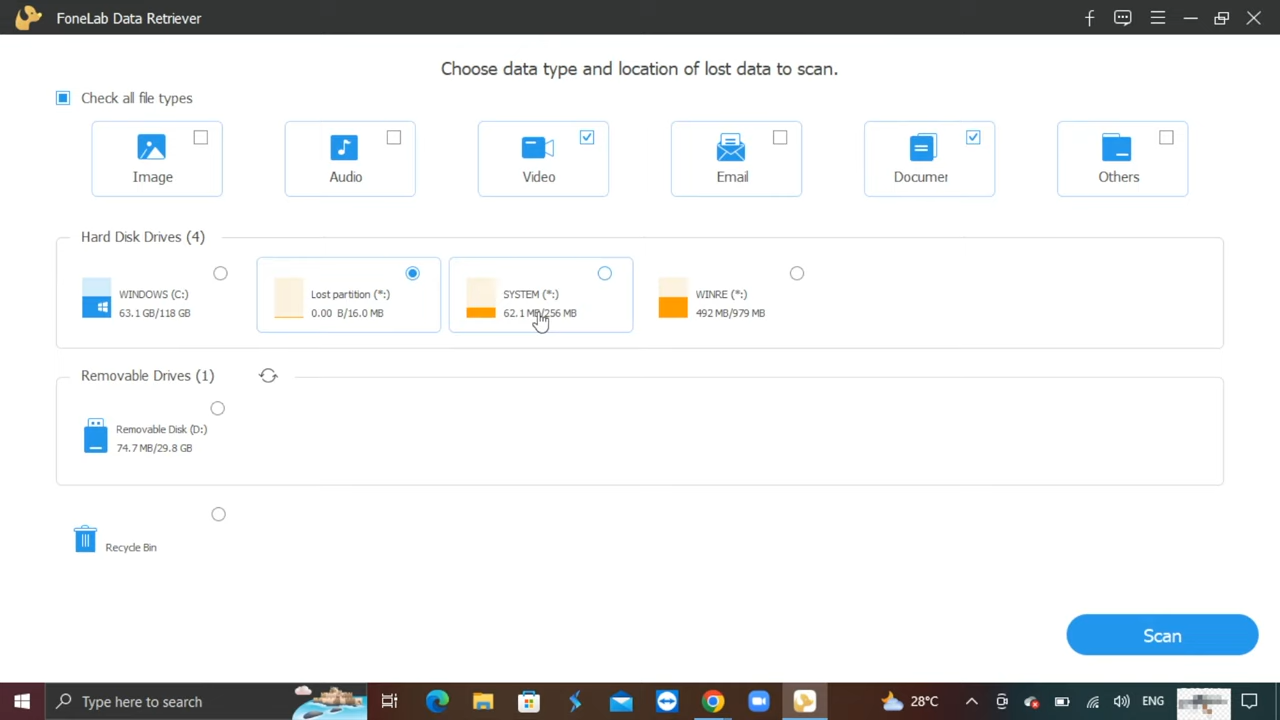 FoneLab Data Retriever
Choose data type and location of lost data to scan.
Check all file types
Image
Audio
Video
Email
Documen
Others
Hard Disk Drives (4)
WINDOWS (C:)
63.1 GB/118 GB
Lost partition (*:)
0.00 B/16.0 MB
SYSTEM (*:)
62.1 MB/256 MB
WINRE (*:)
492 MB/979 MB
Removable Drives (1)
Removable Disk (D:)
74.7 MB/29.8 GB
Recycle Bin
Scan
Type here to search
28°C
ENG